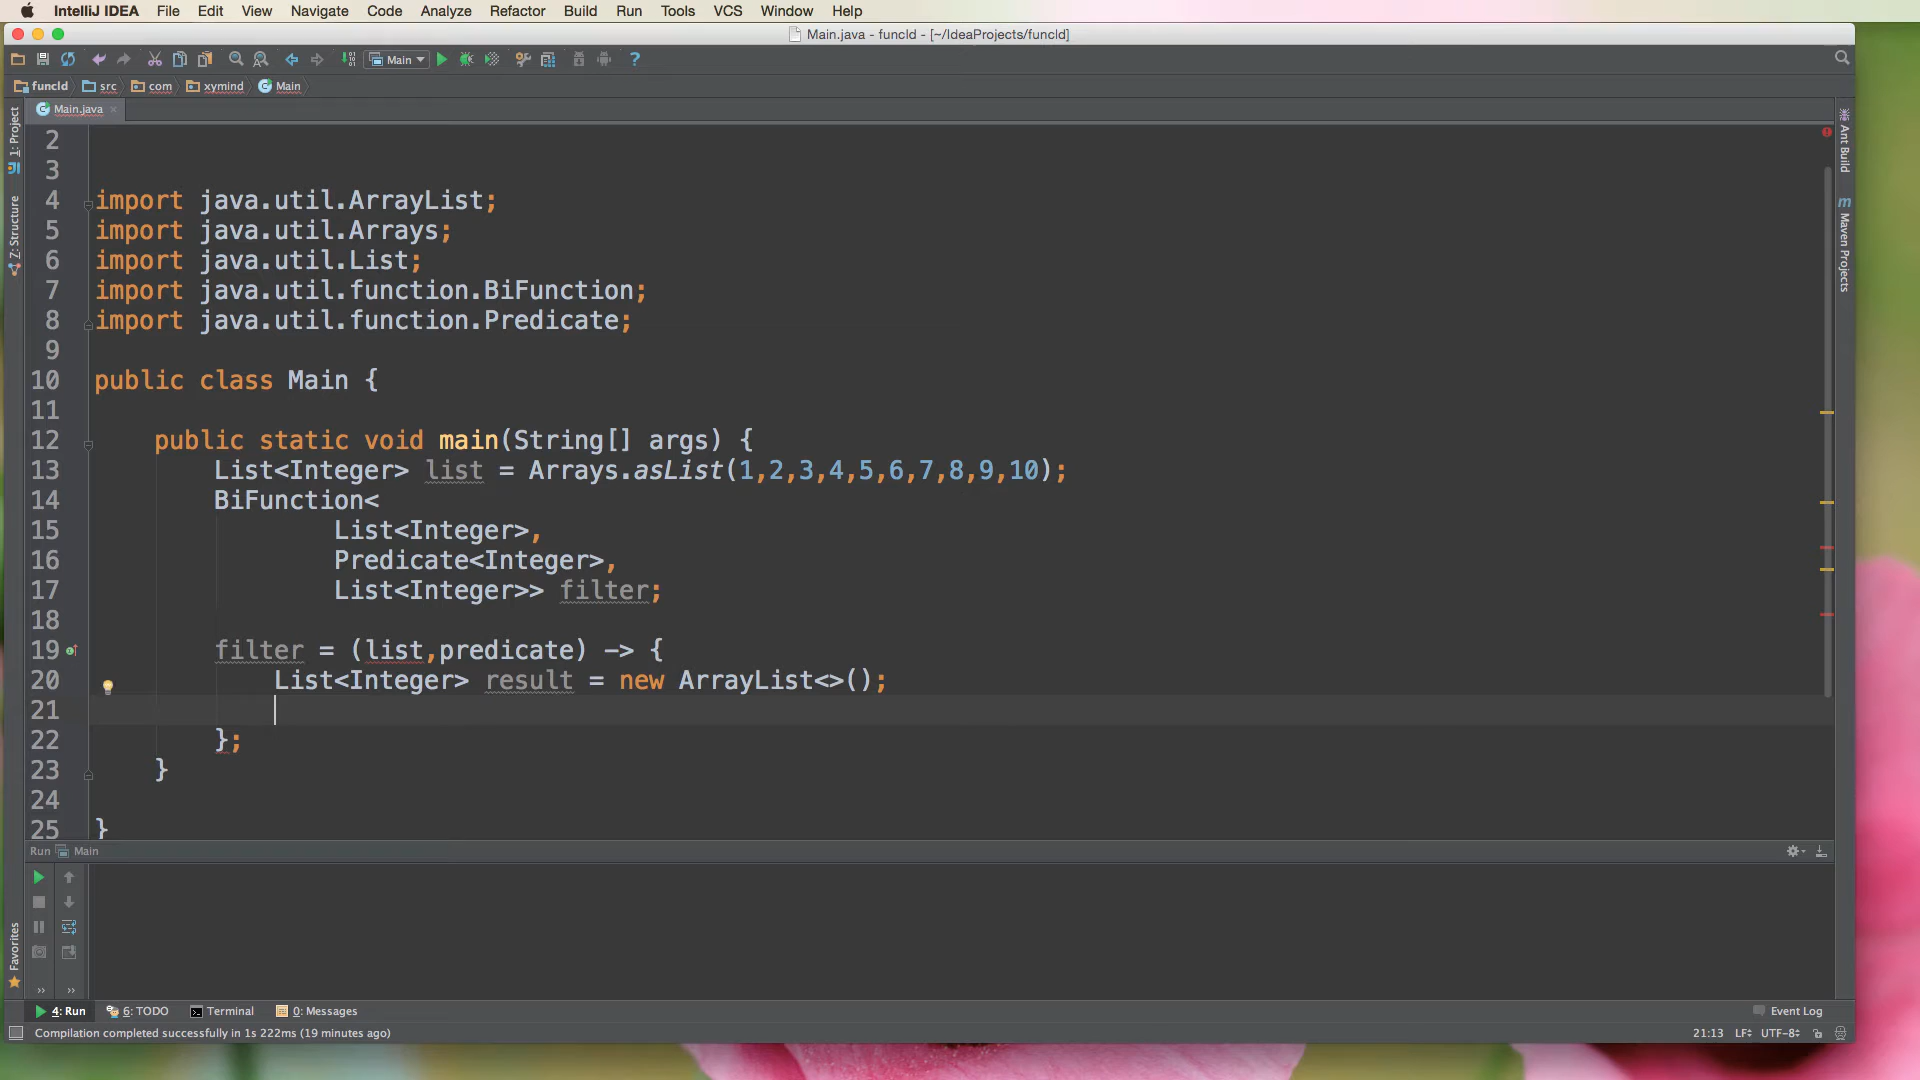 IntelliJ IDEA File Edit View Navigate Code Analyze Refactor Build Run Tools VCS Window Help
Main.java - funcId - [~/IdeaProjects/funcId]
Main
funcId src com xymind Main
Main.java
1: Project
7: Structure
Favorites
Ant Build
m Maven Projects
2
3
4 import java.util.ArrayList;
5 import java.util.Arrays;
6 import java.util.List;
7 import java.util.function.BiFunction;
8 import java.util.function.Predicate;
9
10 public class Main {
11
12 public static void main(String[] args) {
13 List<Integer> list = Arrays.asList(1,2,3,4,5,6,7,8,9,10);
14 BiFunction<
15 List<Integer>,
16 Predicate<Integer>,
17 List<Integer>> filter;
18
19 filter = (list,predicate) -> {
20 List<Integer> result = new ArrayList<>();
21
22 };
23 }
24
25 }
Run Main
4: Run 6: TODO Terminal 0: Messages Event Log
Compilation completed successfully in 1s 222ms (19 minutes ago) 21:13 LF UTF-8